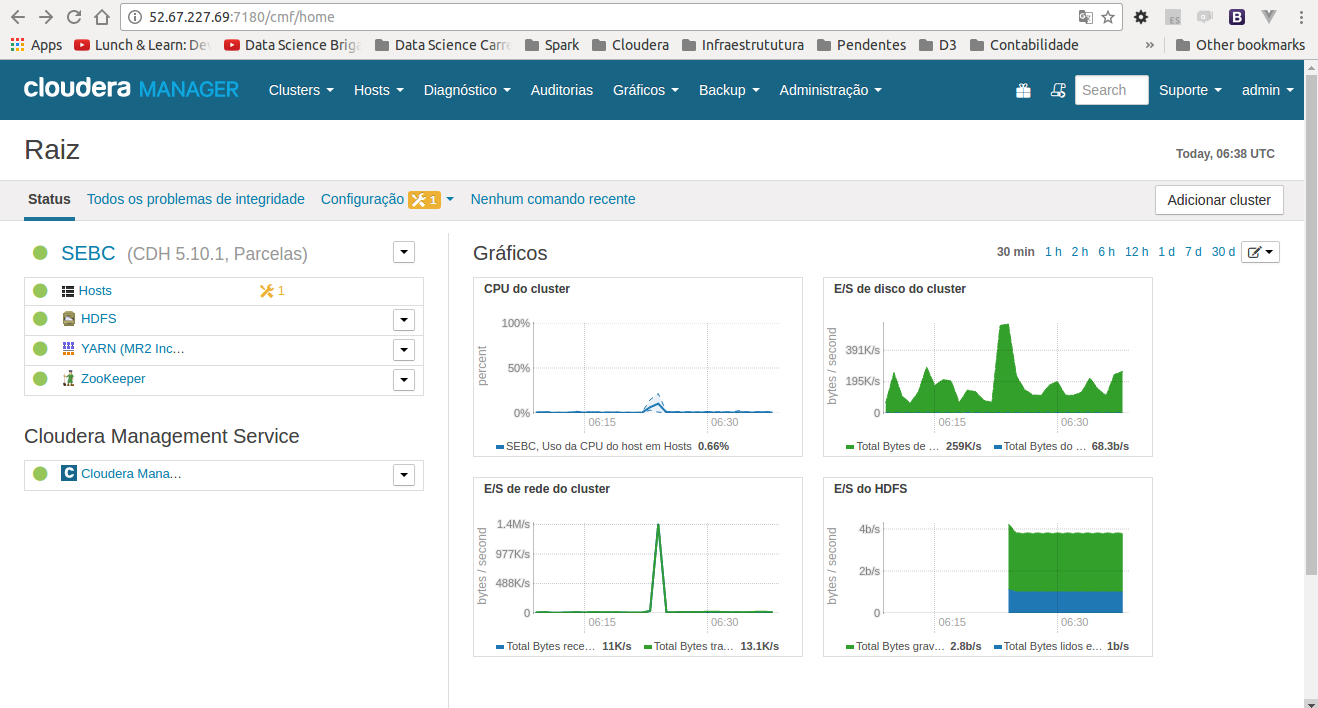 52.67.227.69:7180/cmf/home
Apps Lunch & Learn: Dev Data Science Briga Data Science Carre Spark Cloudera Infraestrututura Pendentes D3 Contabilidade » Other bookmarks
cloudera MANAGER Clusters Hosts Diagnóstico Auditorias Gráficos Backup Administração Search Suporte admin
Raiz
Today, 06:38 UTC
Status Todos os problemas de integridade Configuração 1 Nenhum comando recente Adicionar cluster
SEBC (CDH 5.10.1, Parcelas)
Hosts 1
HDFS
YARN (MR2 Inc…
ZooKeeper
Cloudera Management Service
C Cloudera Mana…
Gráficos 30 min 1 h 2 h 6 h 12 h 1 d 7 d 30 d
CPU do cluster
percent
100%
50%
0%
06:15 06:30
SEBC, Uso da CPU do host em Hosts 0.66%
E/S de disco do cluster
bytes / second
391K/s
195K/s
0
06:15 06:30
Total Bytes de … 259K/s Total Bytes do … 68.3b/s
E/S de rede do cluster
bytes / second
1.4M/s
977K/s
488K/s
0
06:15 06:30
Total Bytes rece… 11K/s Total Bytes tra… 13.1K/s
E/S do HDFS
bytes / second
4b/s
2b/s
0
06:15 06:30
Total Bytes grav… 2.8b/s Total Bytes lidos e… 1b/s